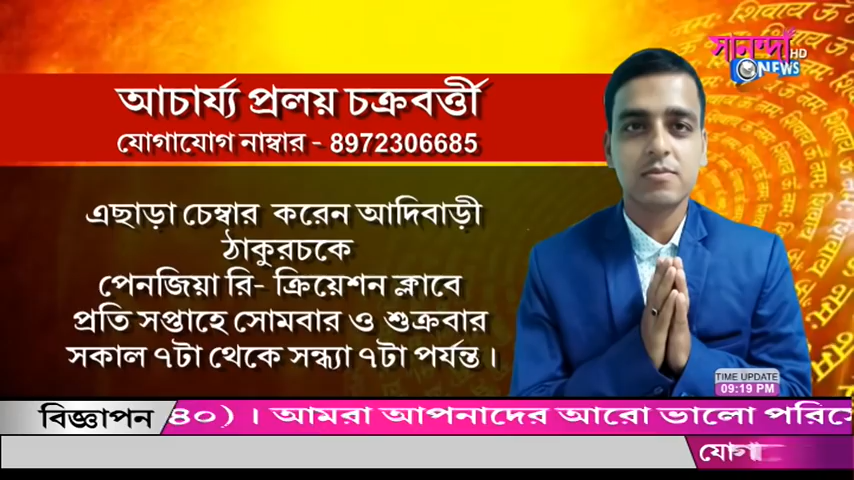 সানন্দা HD
NEWS
আচার্য্য প্রলয় চক্রবর্ত্তী
যোগাযোগ নাম্বার - 8972306685
এছাড়া চেম্বার করেন আদিবাড়ী
ঠাকুরচকে
পেনজিয়া রি- ক্রিয়েশন ক্লাবে
প্রতি সপ্তাহে সোমবার ও শুক্রবার
সকাল ৭টা থেকে সন্ধ্যা ৭টা পর্যন্ত।
TIME UPDATE
09:19 PM
বিজ্ঞাপন ৪০) । আমরা আপনাদের আরো ভালো পরিসে
যোগা